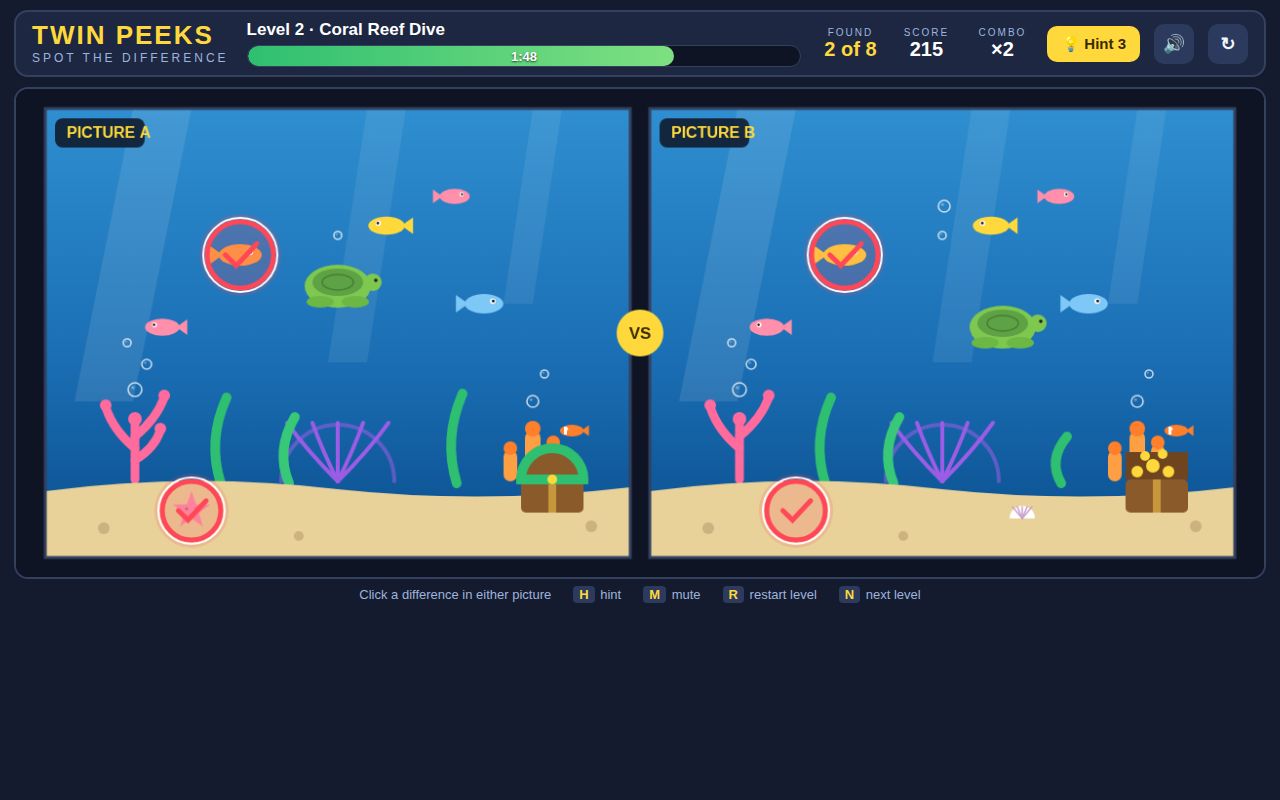 TWIN PEEKS
SPOT THE DIFFERENCE
Level 2 · Coral Reef Dive
1:48
FOUND
2 of 8
SCORE
215
COMBO
×2
💡 Hint 3
PICTURE A
PICTURE B
VS
Click a difference in either picture
H hint
M mute
R restart level
N next level